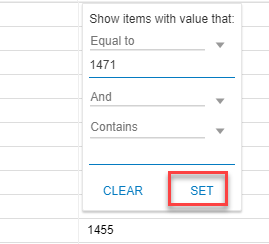 Show items with value that:
Equal to
1471
And
Contains
CLEAR SET
1455